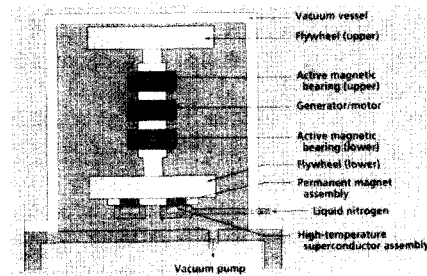 Vacuum vessel
Flywheel (upper)
Active magnetic
bearing (upper)
Generator/motor
Active magnetic
bearing (lower)
Flywheel (lower)
Permanent magnet
assembly
Liquid nitrogen
High-temperature
superconductor assembly
Vacuum pump